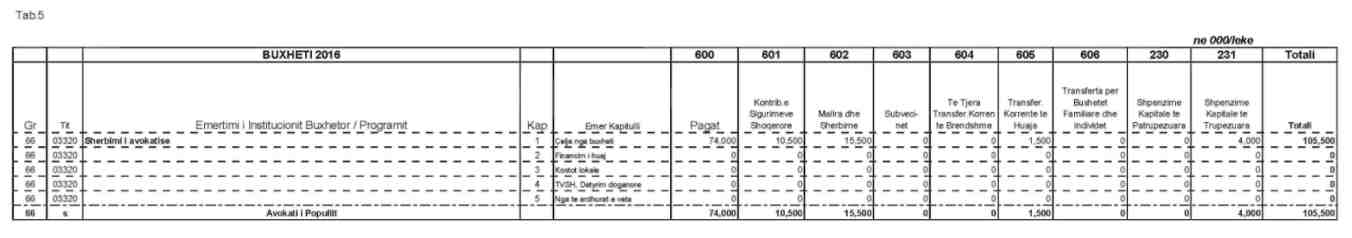 Tab.5
ne 000/leke
BUXHETI 2016 600 601 602 603 604 605 606 230 231 Totali
Gr Tit Emertimi i Institucionit Buxhetor / Programit Kap Emer Kapitulli Pagat Kontrib.e Sigurimeve Shoqerore Mallra dhe Sherbime Subvecionet Te Tjera Transfer.Korren te Brendshme Transfer. Korrente te Huaja Transferta per Buxhetet Familiare dhe Individet Shpenzime Kapitale te Patrupezuara Shpenzime Kapitale te Trupezuara Totali
66 03320 Sherbimi i avokatise 1 Celje nga buxheti 74,000 10,500 15,500 0 0 1,500 0 0 4,000 105,500
66 03320 2 Financim i huaj 0 0 0 0 0 0 0 0 0 0
66 03320 3 Kostot lokale 0 0 0 0 0 0 0 0 0 0
66 03320 4 TVSH, Detyrim doganore 0 0 0 0 0 0 0 0 0 0
66 03320 5 Nga te ardhurat e veta 0 0 0 0 0 0 0 0 0 0
66 s Avokati i Popullit 74,000 10,500 15,500 0 0 1,500 0 0 4,000 105,500